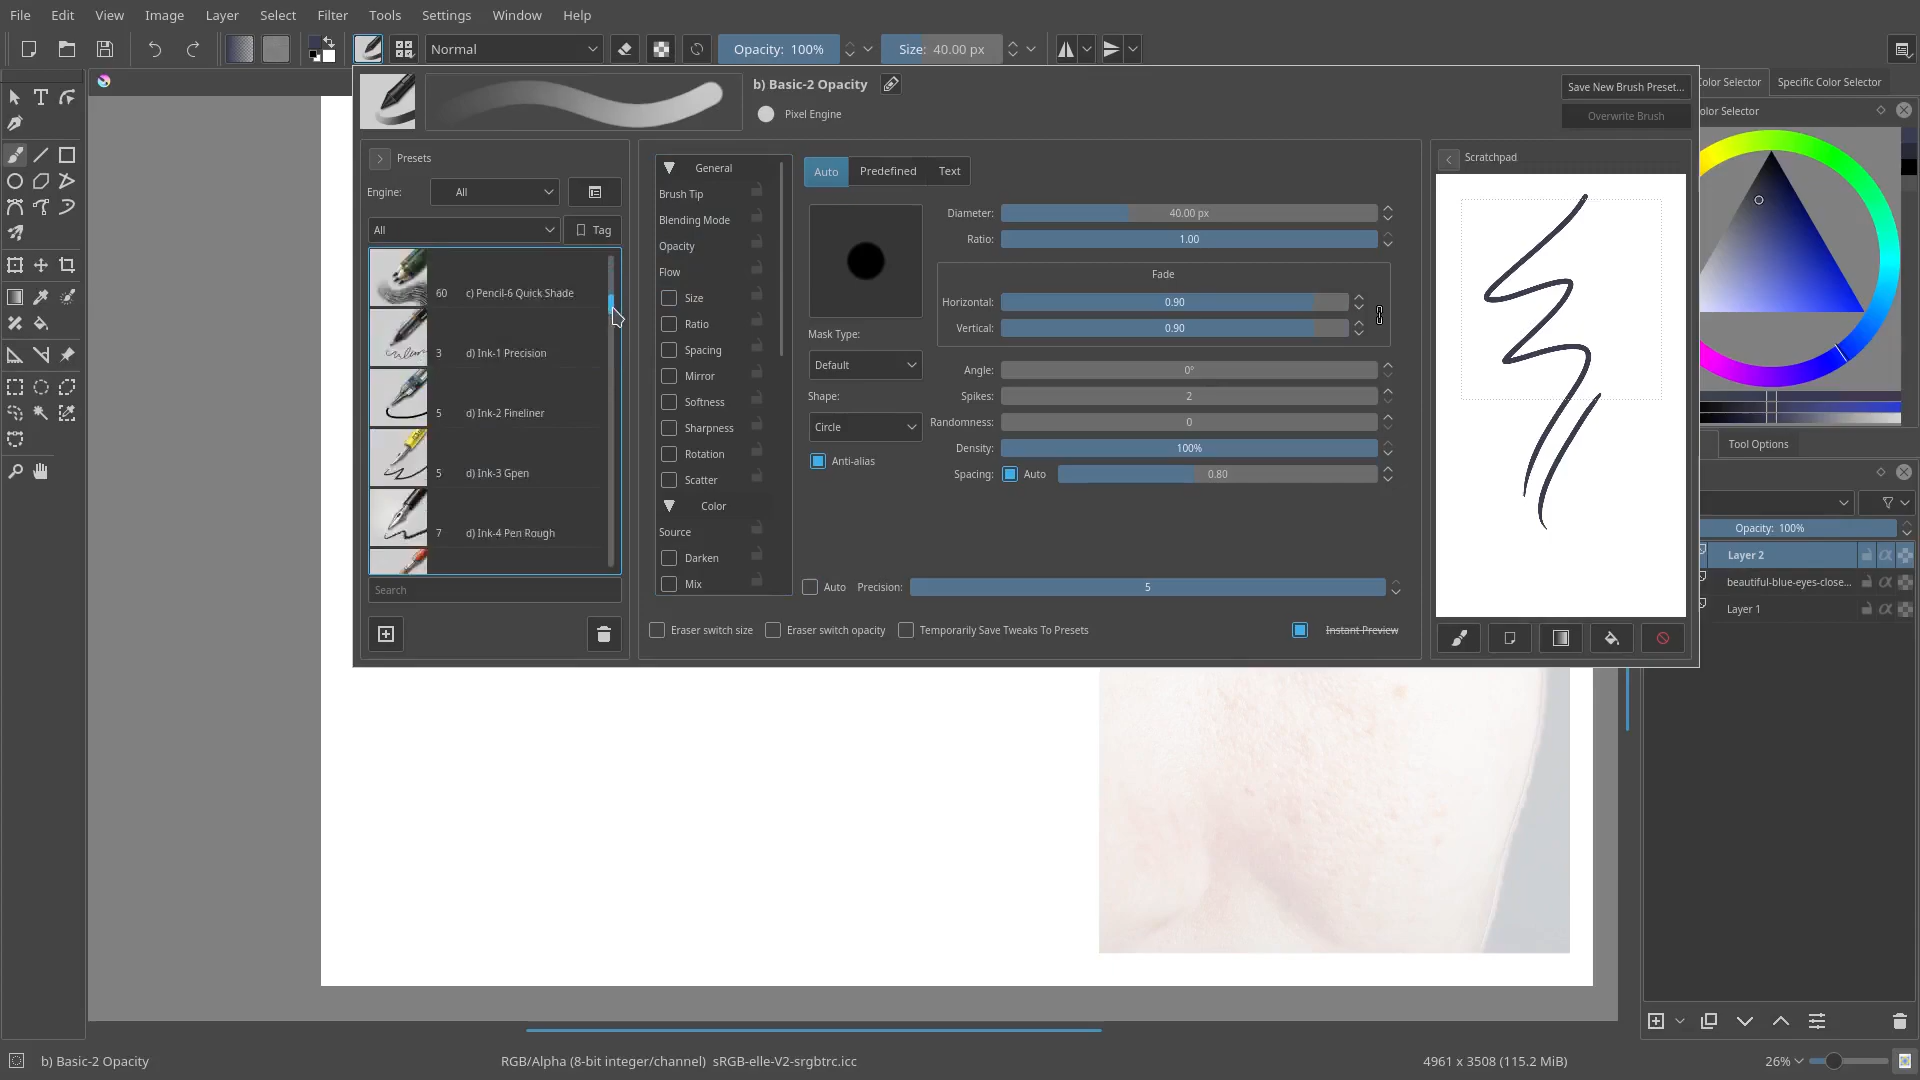 File Edit View Image Layer Select Filter Tools Settings Window Help
Normal Opacity: 100% Size: 40.00 px
b) Basic-2 Opacity
Pixel Engine
Save New Brush Preset...
Overwrite Brush
Presets
Engine: All
All Tag
60 c) Pencil-6 Quick Shade
3 d) Ink-1 Precision
5 d) Ink-2 Fineliner
5 d) Ink-3 Gpen
7 d) Ink-4 Pen Rough
Search
General
Brush Tip
Blending Mode
Opacity
Flow
Size
Ratio
Spacing
Mirror
Softness
Sharpness
Rotation
Scatter
Color
Source
Darken
Mix
Auto Predefined Text
Diameter: 40.00 px
Ratio: 1.00
Fade
Horizontal: 0.90
Vertical: 0.90
Mask Type:
Default
Shape:
Circle
Anti-alias
Angle: 0°
Spikes: 2
Randomness: 0
Density: 100%
Spacing: Auto 0.80
Auto Precision: 5
Eraser switch size Eraser switch opacity Temporarily Save Tweaks To Presets Instant Preview
Scratchpad
Color Selector Specific Color Selector
olor Selector
Tool Options
Opacity: 100%
Layer 2
beautiful-blue-eyes-close...
Layer 1
b) Basic-2 Opacity RGB/Alpha (8-bit integer/channel) sRGB-elle-V2-srgbtrc.icc 4961 x 3508 (115.2 MiB) 26%